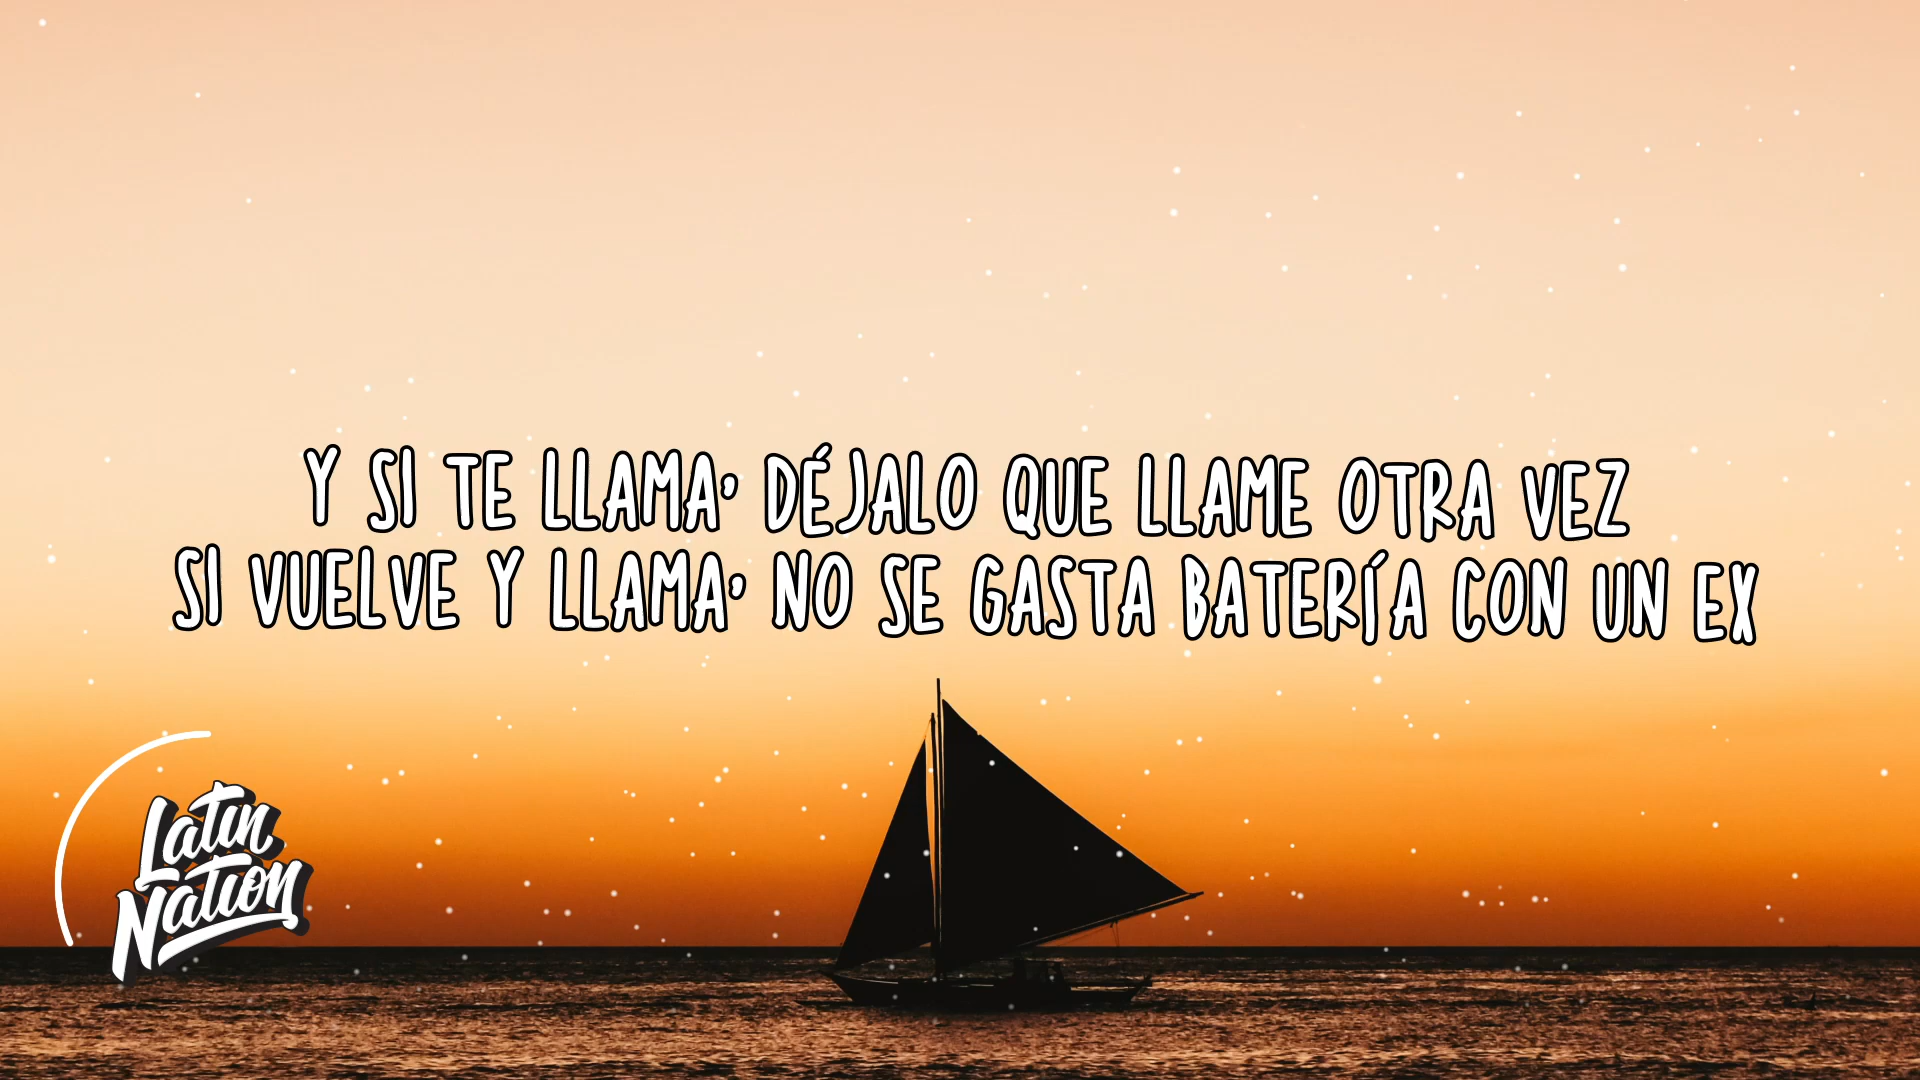 Y SI TE LLAMA, DÉJALO QUE LLAME OTRA VEZ
SI VUELVE Y LLAMA, NO SE GASTA BATERÍA CON UN EX
Latin
Nation